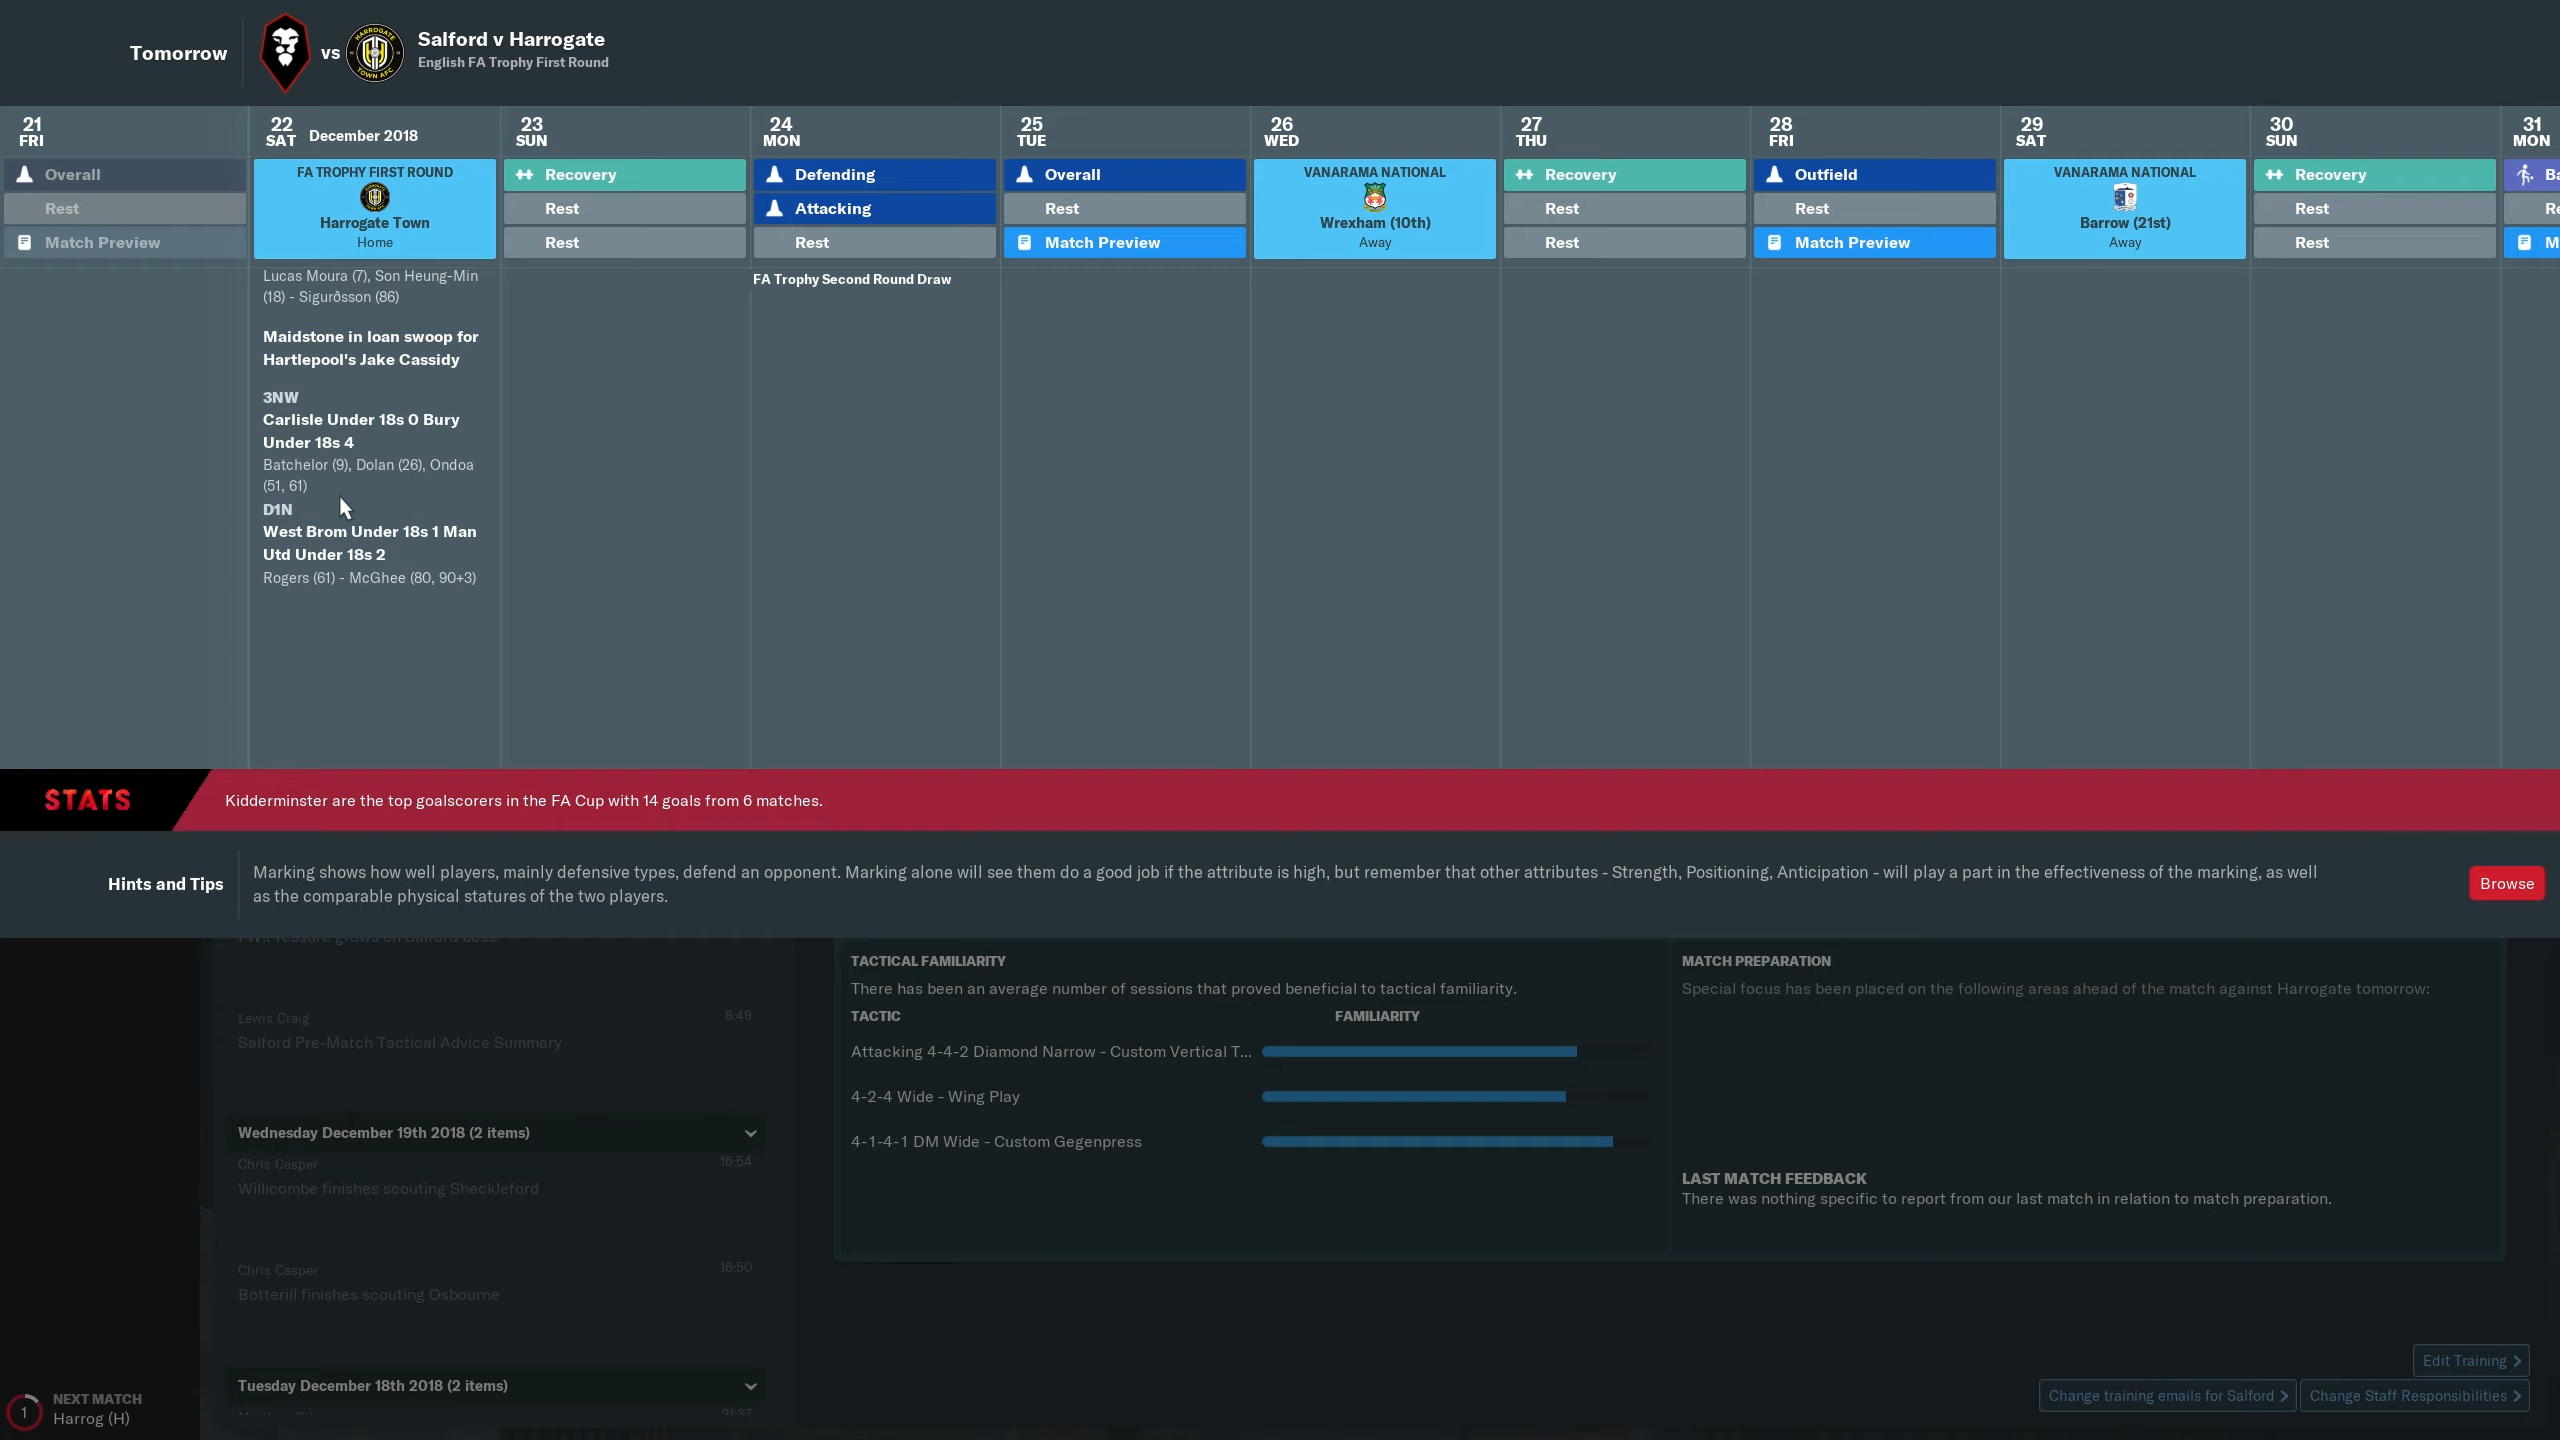 Tomorrow
vs
Salford v Harrogate
English FA Trophy First Round
21
FRI
Overall
Rest
Match Preview
22
SAT
December 2018
FA TROPHY FIRST ROUND
Harrogate Town
Home
Lucas Moura (7), Son Heung-Min
(18) - Sigurðsson (86)
Maidstone in loan swoop for
Hartlepool's Jake Cassidy
3NW
Carlisle Under 18s 0 Bury
Under 18s 4
Batchelor (9), Dolan (26), Ondoa
(51, 61)
D1N
West Brom Under 18s 1 Man
Utd Under 18s 2
Rogers (61) - McGhee (80, 90+3)
23
SUN
Recovery
Rest
Rest
24
MON
Defending
Attacking
Rest
FA Trophy Second Round Draw
25
TUE
Overall
Rest
Match Preview
26
WED
VANARAMA NATIONAL
Wrexham (10th)
Away
27
THU
Recovery
Rest
Rest
28
FRI
Outfield
Rest
Match Preview
29
SAT
VANARAMA NATIONAL
Barrow (21st)
Away
30
SUN
Recovery
Rest
Rest
31
MON
Ba
Re
M
STATS
Kidderminster are the top goalscorers in the FA Cup with 14 goals from 6 matches.
Hints and Tips
Marking shows how well players, mainly defensive types, defend an opponent. Marking alone will see them do a good job if the attribute is high, but remember that other attributes - Strength, Positioning, Anticipation - will play a part in the effectiveness of the marking, as well
as the comparable physical statures of the two players.
Browse
Pressure grows on Salford boss
Lewis Craig
8:49
Salford Pre-Match Tactical Advice Summary
Wednesday December 19th 2018 (2 items)
Chris Casper
16:54
Willicombe finishes scouting Sheckleford
Chris Casper
16:50
Botterill finishes scouting Osbourne
Tuesday December 18th 2018 (2 items)
21:37
TACTICAL FAMILIARITY
There has been an average number of sessions that proved beneficial to tactical familiarity.
TACTIC
FAMILIARITY
Attacking 4-4-2 Diamond Narrow - Custom Vertical T...
4-2-4 Wide - Wing Play
4-1-4-1 DM Wide - Custom Gegenpress
MATCH PREPARATION
Special focus has been placed on the following areas ahead of the match against Harrogate tomorrow:
LAST MATCH FEEDBACK
There was nothing specific to report from our last match in relation to match preparation.
Edit Training
Change training emails for Salford
Change Staff Responsibilities
1
NEXT MATCH
Harrog (H)